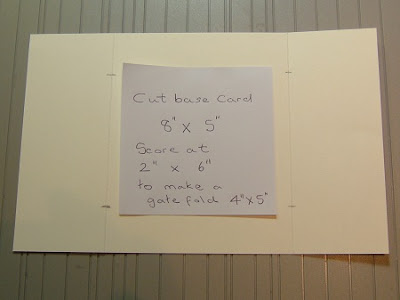 Cut base Card
8" x 5"
Score at
2" x 6"
to make a
gate fold 4"x5"